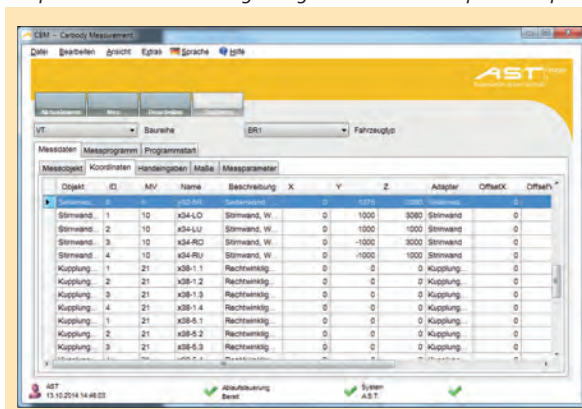 CBM - Carbody Measurement
Datei Bearbeiten Ansicht Extras Sprache Hilfe
AST
VT Baureihe BR1 Fahrzeugtyp
Messdaten Messprogramm Programmstart
Messobjekt Koordinaten Handeingaben Maße Messparameter
Objekt ID MV Name Beschreibung X Y Z Adapter OffsetX
Stirnwand... 1 10 x34-LO Stirnwand, W... 0 1000 3080 Stirnwand 0
Stirnwand... 2 10 x34-LU Stirnwand, W... 0 1000 1000 Stirnwand 0
Stirnwand... 3 10 x34-RO Stirnwand, W... 0 -1000 3000 Stirnwand 0
Stirnwand... 4 10 x34-RU Stirnwand, W... 0 -1000 1000 Stirnwand 0
Kupplung... 1 21 x38-1.1 Rechtwinklig... 0 0 0 Kupplung... 0
Kupplung... 2 21 x38-1.2 Rechtwinklig... 0 0 0 Kupplung... 0
Kupplung... 3 21 x38-1.3 Rechtwinklig... 0 0 0 Kupplung... 0
Kupplung... 4 21 x38-1.4 Rechtwinklig... 0 0 0 Kupplung... 0
Kupplung... 1 21 x38-5.1 Rechtwinklig... 0 0 0 Kupplung... 0
Kupplung... 2 21 x38-5.2 Rechtwinklig... 0 0 0 Kupplung... 0
Kupplung... 3 21 x38-5.3 Rechtwinklig... 0 0 0 Kupplung... 0
AST Ablaufsteuerung System
13.10.2014 14:46:03 Bereit A.S.T.